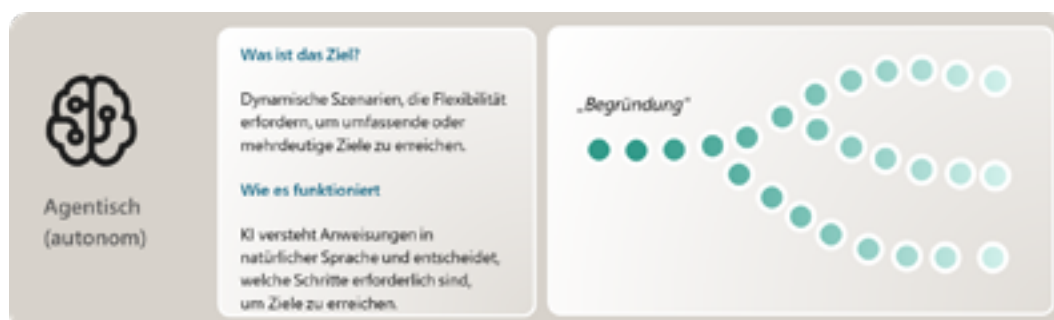 Agentisch
(autonom)
Was ist das Ziel?
Dynamische Szenarien, die Flexibilität
erfordern, um umfassende oder
mehrdeutige Ziele zu erreichen.
Wie es funktioniert
KI versteht Anweisungen in
natürlicher Sprache und entscheidet,
welche Schritte erforderlich sind,
um Ziele zu erreichen.
„Begründung"